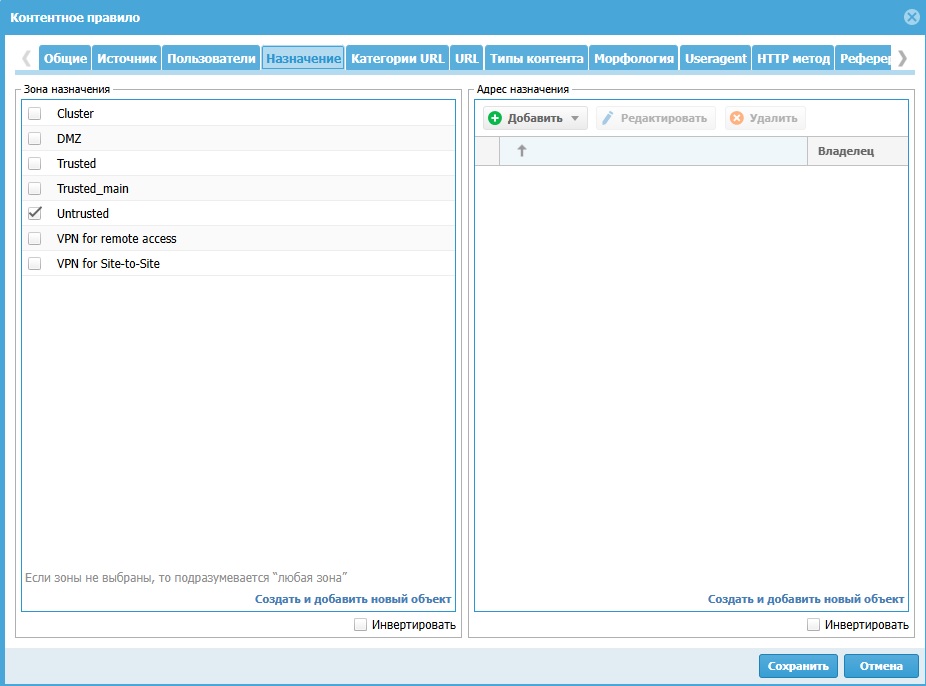 Контентное правило
Общие Источник Пользователи Назначение Категории URL URL Типы контента Морфология Useragent HTTP метод Реферер
Зона назначения
Cluster
DMZ
Trusted
Trusted_main
Untrusted
VPN for remote access
VPN for Site-to-Site
Если зоны не выбраны, то подразумевается "любая зона"
Создать и добавить новый объект
Инвертировать
Адрес назначения
Добавить Редактировать Удалить
Владелец
Создать и добавить новый объект
Инвертировать
Сохранить Отмена